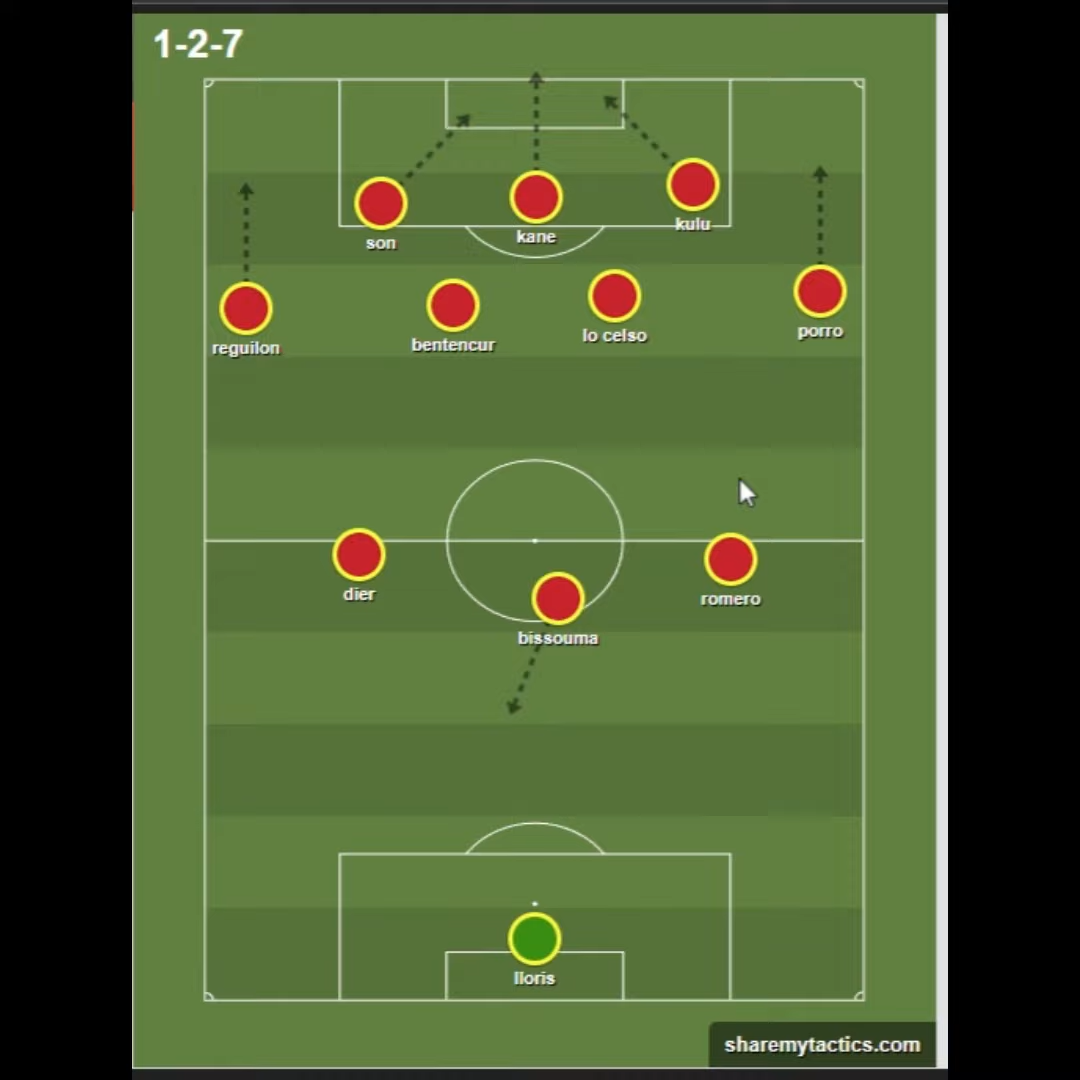 1-2-7
son
kane
kulu
reguilon
bentencur
lo celso
porro
dier
bissouma
romero
lloris
sharemytactics.com